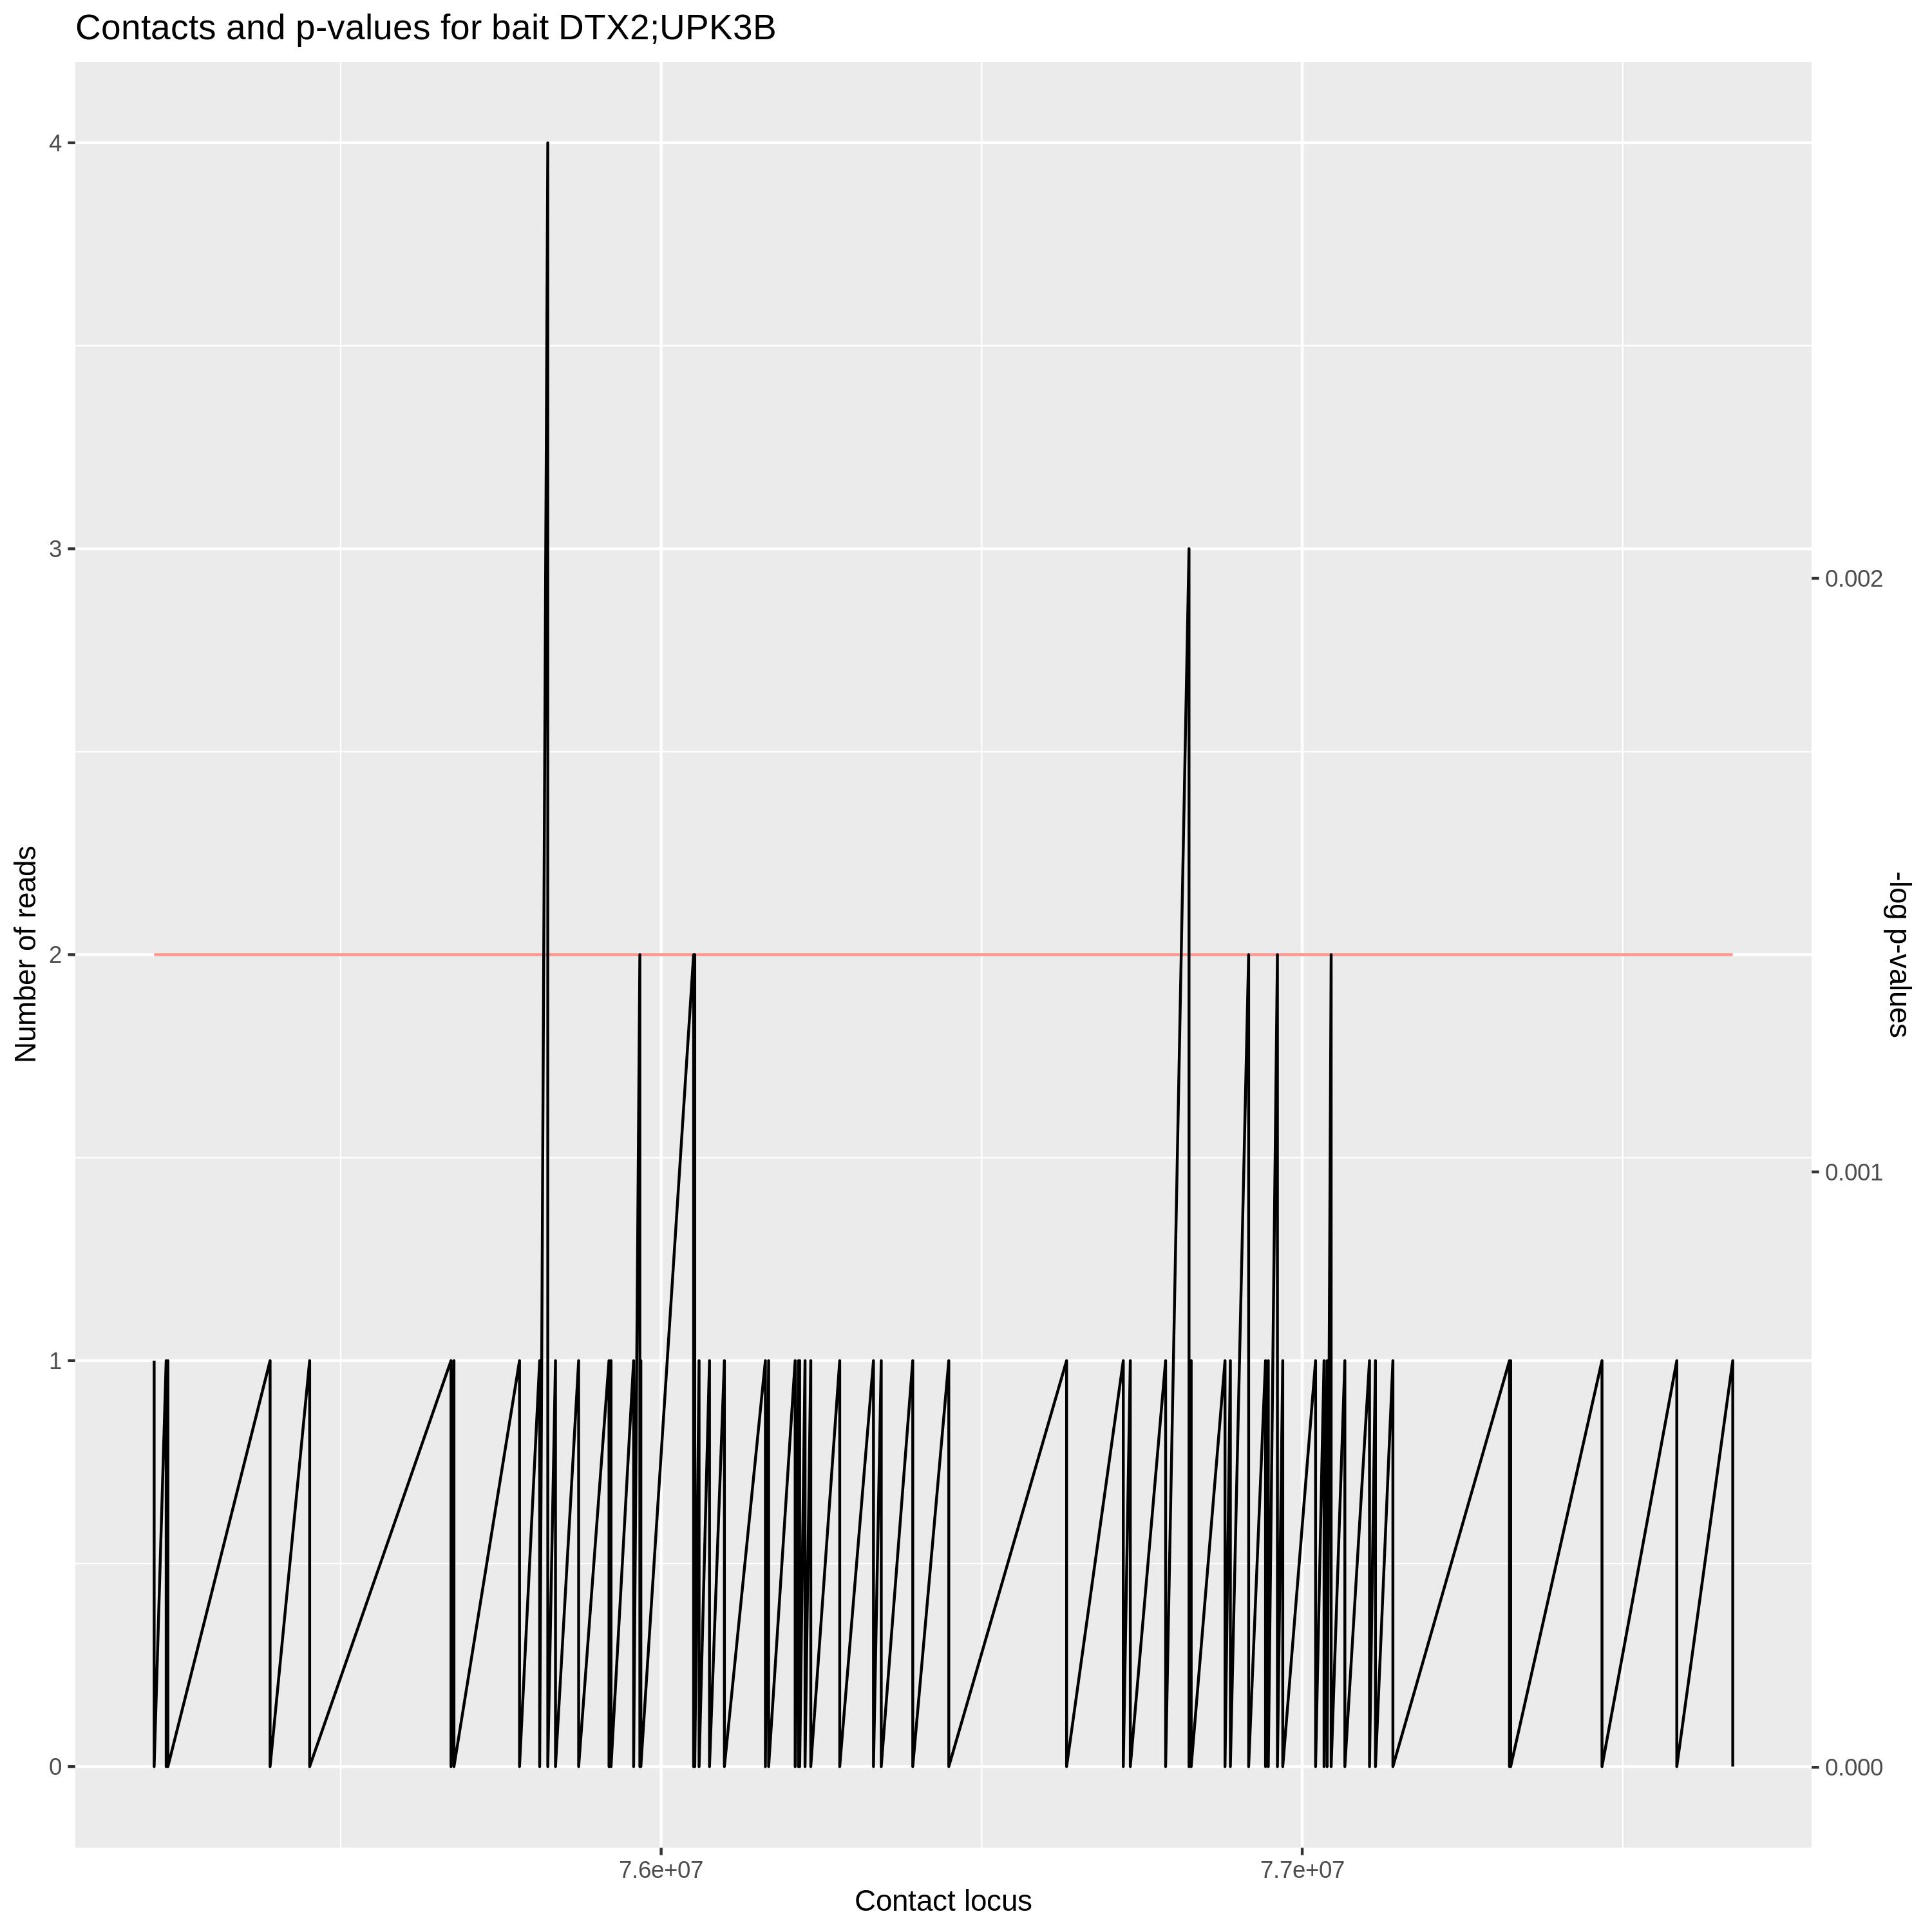 Contacts and p-values for bait DTX2;UPK3B
4
3
2
1
0
Number of reads
0.002
0.001
0.000
-log p-values
7.6e+07
7.7e+07
Contact locus